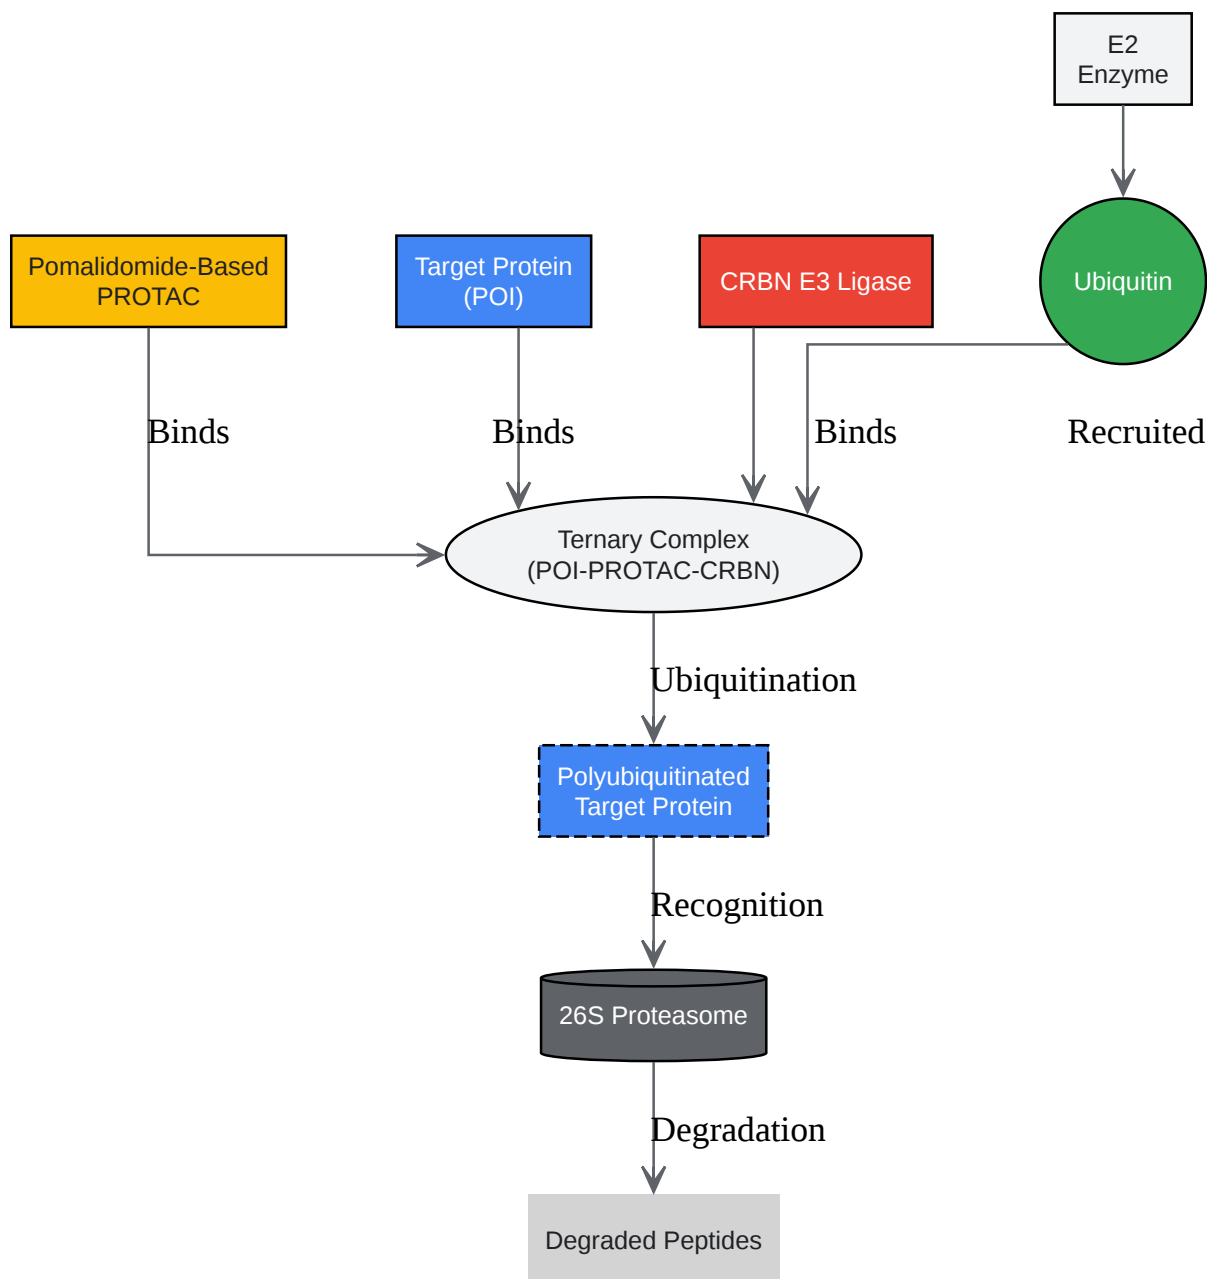 E2
Enzyme
Pomalidomide-Based
PROTAC
Target Protein
(POI)
CRBN E3 Ligase
Ubiquitin
Binds
Binds
Binds
Recruited
Ternary Complex
(POI-PROTAC-CRBN)
Ubiquitination
Polyubiquitinated
Target Protein
Recognition
26S Proteasome
Degradation
Degraded Peptides